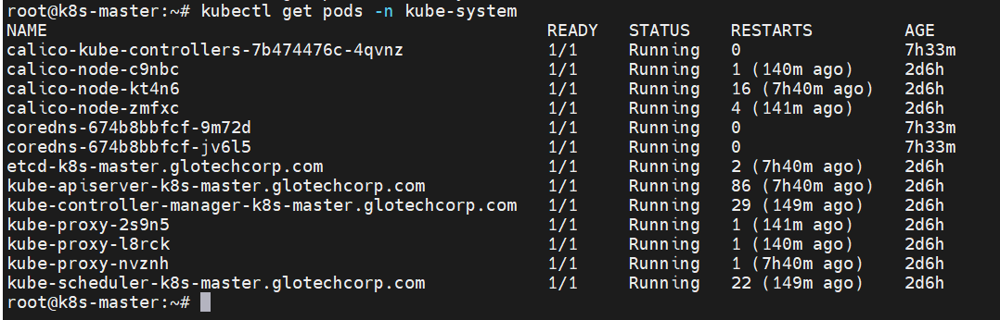 root@k8s-master:~# kubectl get pods -n kube-system
NAME READY STATUS RESTARTS AGE
calico-kube-controllers-7b474476c-4qvnz 1/1 Running 0 7h33m
calico-node-c9nbc 1/1 Running 1 (140m ago) 2d6h
calico-node-kt4n6 1/1 Running 16 (7h40m ago) 2d6h
calico-node-zmfxc 1/1 Running 4 (141m ago) 2d6h
coredns-674b8bbfcf-9m72d 1/1 Running 0 7h33m
coredns-674b8bbfcf-jv6l5 1/1 Running 0 7h33m
etcd-k8s-master.glotechcorp.com 1/1 Running 2 (7h40m ago) 2d6h
kube-apiserver-k8s-master.glotechcorp.com 1/1 Running 86 (7h40m ago) 2d6h
kube-controller-manager-k8s-master.glotechcorp.com 1/1 Running 29 (149m ago) 2d6h
kube-proxy-2s9n5 1/1 Running 1 (141m ago) 2d6h
kube-proxy-l8rck 1/1 Running 1 (140m ago) 2d6h
kube-proxy-nvznh 1/1 Running 1 (7h40m ago) 2d6h
kube-scheduler-k8s-master.glotechcorp.com 1/1 Running 22 (149m ago) 2d6h
root@k8s-master:~#